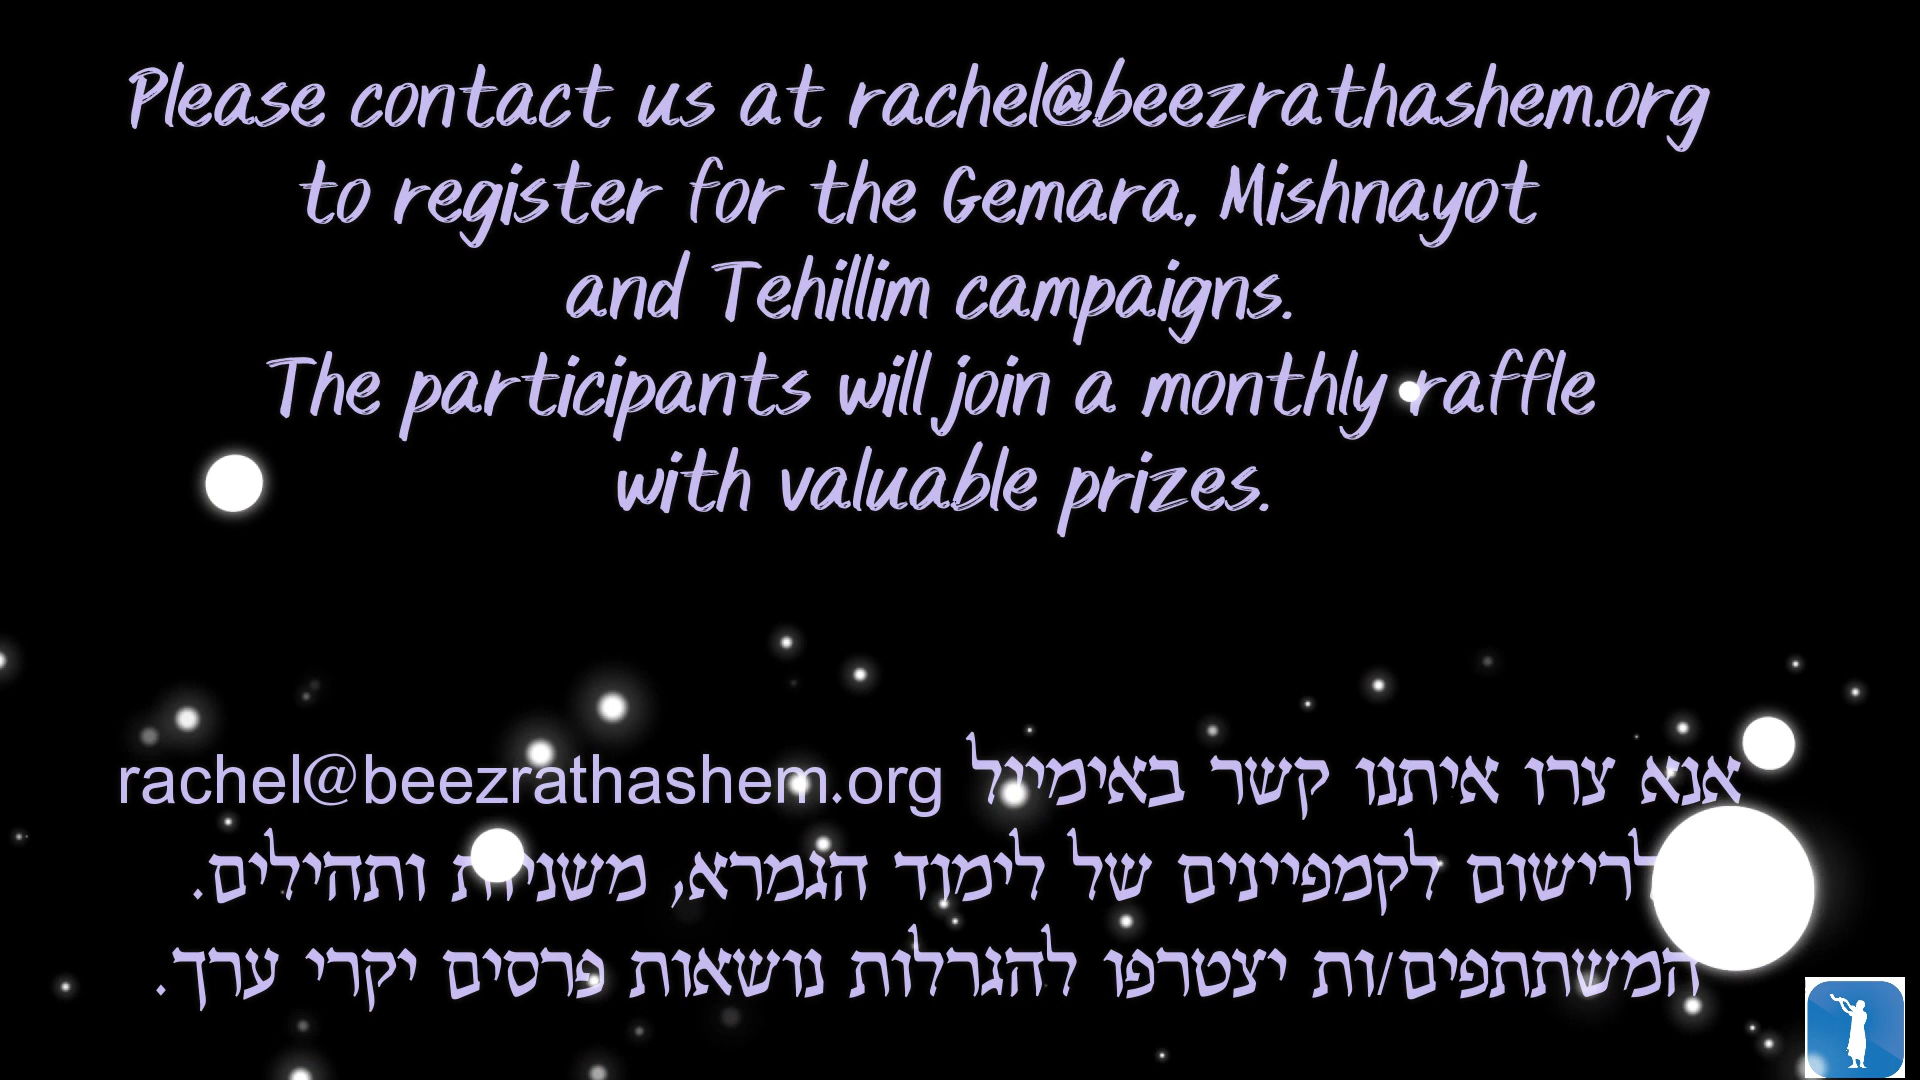 Please contact us at rachel@beezrathashem.org
to register for the Gemara, Mishnayot
and Tehillim campaigns.
The participants will join a monthly raffle
with valuable prizes.
אנא צרו איתנו קשר באימייל rachel@beezrathashem.org
לרישום לקמפיינים של לימוד הגמרא, משניות ותהילים.
המשתתפים/ות יצטרפו להגרלות נושאות פרסים יקרי ערך.